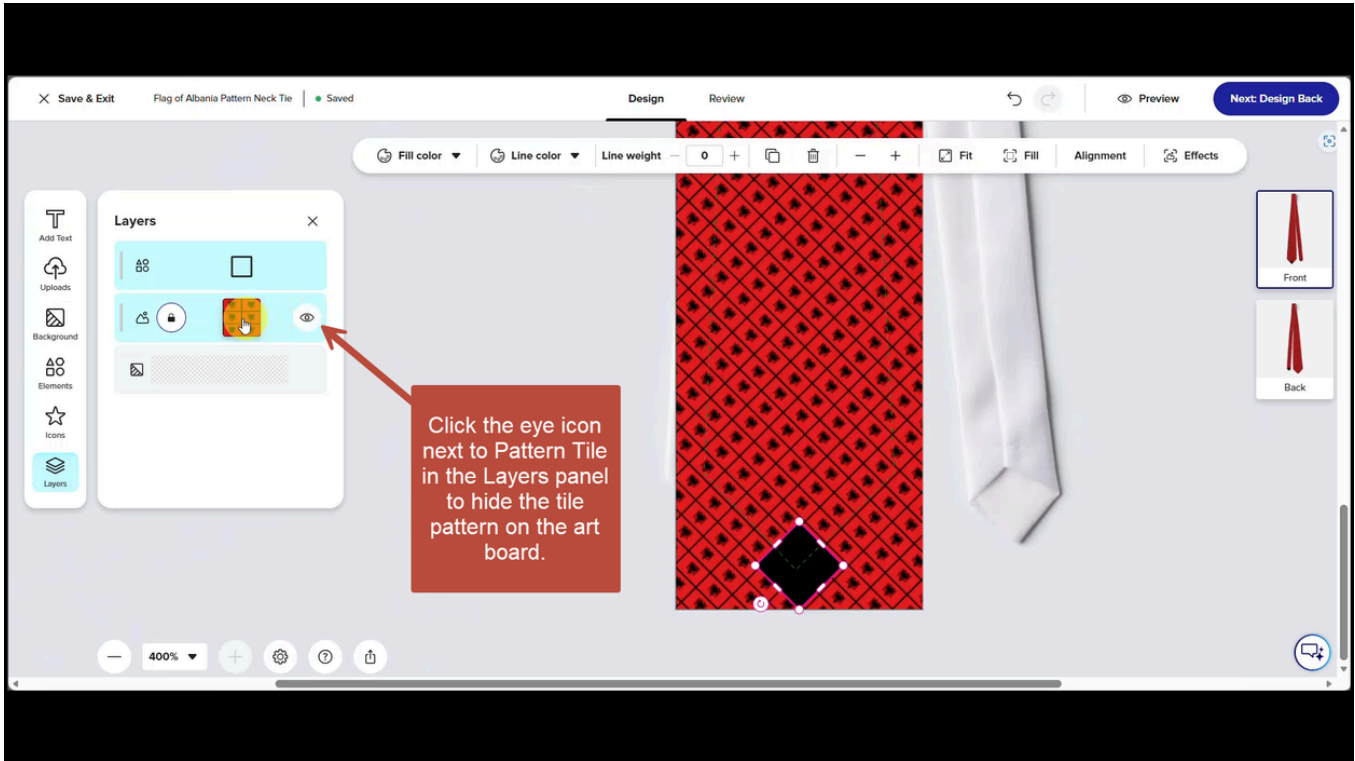 Save & Exit
Flag of Albania Pattern Neck Tie
Saved
Design
Review
Preview
Next: Design Back
Fill color
Line color
Line weight
0
Fit
Fill
Alignment
Effects
Add Text
Uploads
Background
Elements
Icons
Layers
Layers
Click the eye icon
next to Pattern Tile
in the Layers panel
to hide the tile
pattern on the art
board.
Front
Back
400%